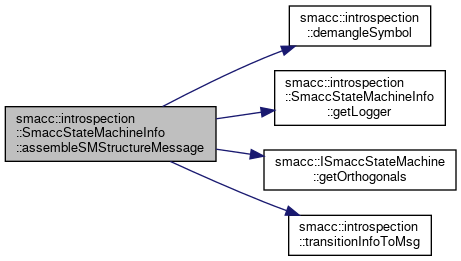 smacc::introspection
::SmaccStateMachineInfo
::assembleSMStructureMessage
smacc::introspection
::demangleSymbol
smacc::introspection
::SmaccStateMachineInfo
::getLogger
smacc::ISmaccStateMachine
::getOrthogonals
smacc::introspection
::transitionInfoToMsg